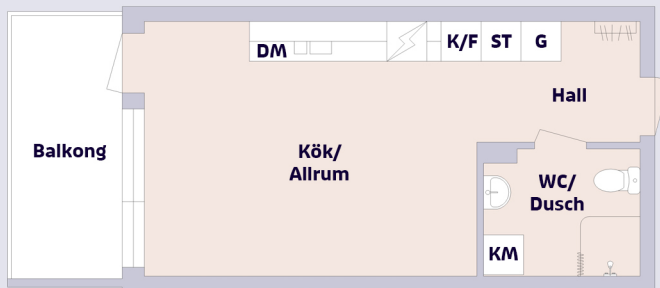 DM
K/F
ST
G
Hall
Balkong
Kök/
Allrum
WC/
Dusch
KM